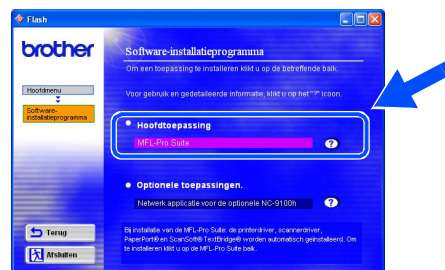 Flash
brother
Software-installatieprogramma
Om een toepassing te installeren klikt u op de betreffende balk.
Voor gebruik en gedetaileerde informatie, klikt u op het "?" icoon.
Hoofdmenu
Software-
installatieprogramma
Hoofdtoepassing
MFL-Pro Suite ?
Optionele toepassingen.
Netwerk applicatie voor de optionele NC-9100h ?
Terug
Afsluiten
Bij installatie van de MFL-Pro Suite: de printerdriver, scannerdriver,
PaperPort® en ScanSoft® TextBridge® worden automatisch geinstalleerd. Om
te installeren klikt u op de MFL-Pro Suite balk.